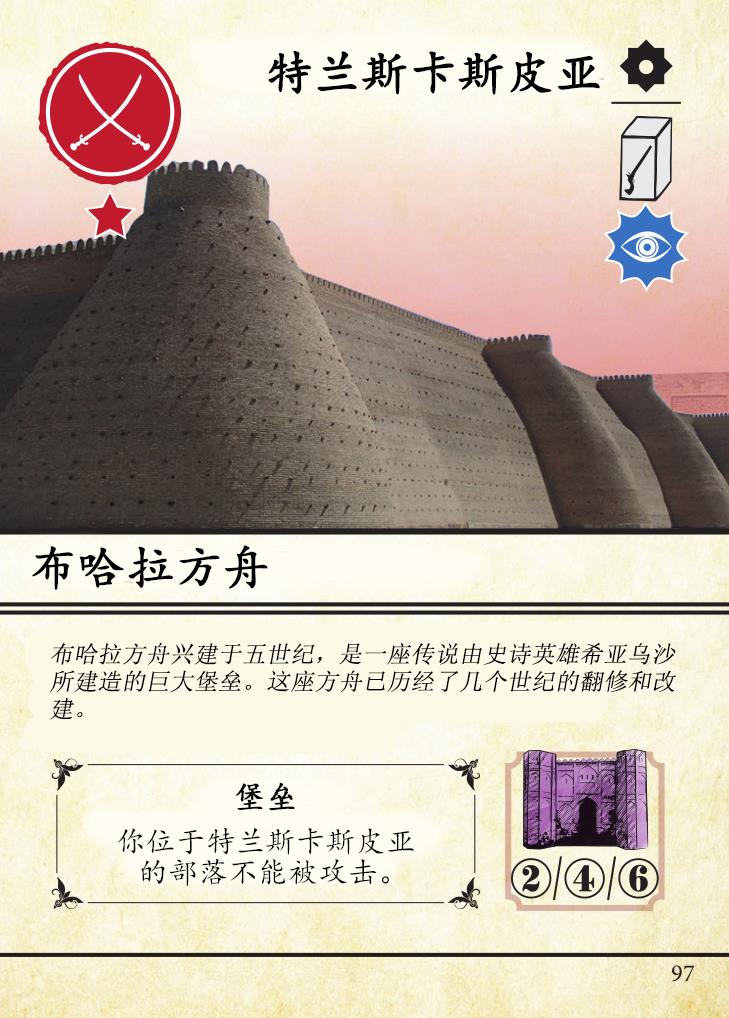 特兰斯卡斯皮亚
布哈拉方舟
布哈拉方舟兴建于五世纪，是一座传说由史诗英雄希亚乌沙
所建造的巨大堡垒。这座方舟已历经了几个世纪的翻修和改
建。
堡垒
你位于特兰斯卡斯皮亚
的部落不能被攻击。
2/4/6
97